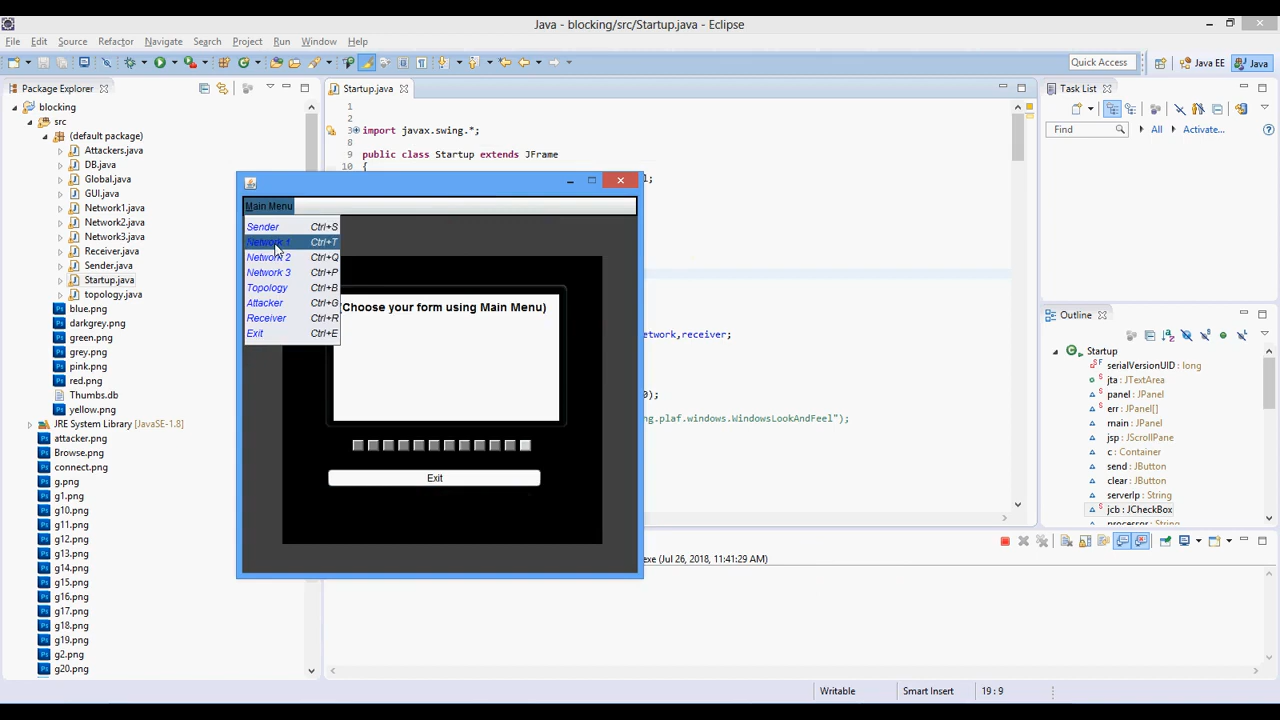 Java - blocking/src/Startup.java - Eclipse
File Edit Source Refactor Navigate Search Project Run Window Help
Quick Access
Java EE
Java
Package Explorer
blocking
src
(default package)
Attackers.java
DB.java
Global.java
GUI.java
Network1.java
Network2.java
Network3.java
Receiver.java
Sender.java
Startup.java
topology.java
blue.png
darkgrey.png
green.png
grey.png
pink.png
red.png
Thumbs.db
yellow.png
JRE System Library [JavaSE-1.8]
attacker.png
Browse.png
connect.png
g.png
g1.png
g10.png
g11.png
g12.png
g13.png
g14.png
g15.png
g16.png
g17.png
g18.png
g19.png
g2.png
g20.png
Startup.java
1
3 import javax.swing.*;
8
9 public class Startup extends JFrame
10 {
l;
etwork,receiver;
0);
ng.plaf.windows.WindowsLookAndFeel");
Main Menu
Sender Ctrl+S
Network 1 Ctrl+T
Network 2 Ctrl+Q
Network 3 Ctrl+P
Topology Ctrl+B
Attacker Ctrl+G
Receiver Ctrl+R
Exit Ctrl+E
(Choose your form using Main Menu)
Exit
Task List
Find
All
Activate...
Outline
Startup
serialVersionUID : long
jta : JTextArea
panel : JPanel
err : JPanel[]
main : JPanel
jsp : JScrollPane
c : Container
send : JButton
clear : JButton
serverIp : String
jcb : JCheckBox
processor : String
.exe (Jul 26, 2018, 11:41:29 AM)
Writable
Smart Insert
19 : 9